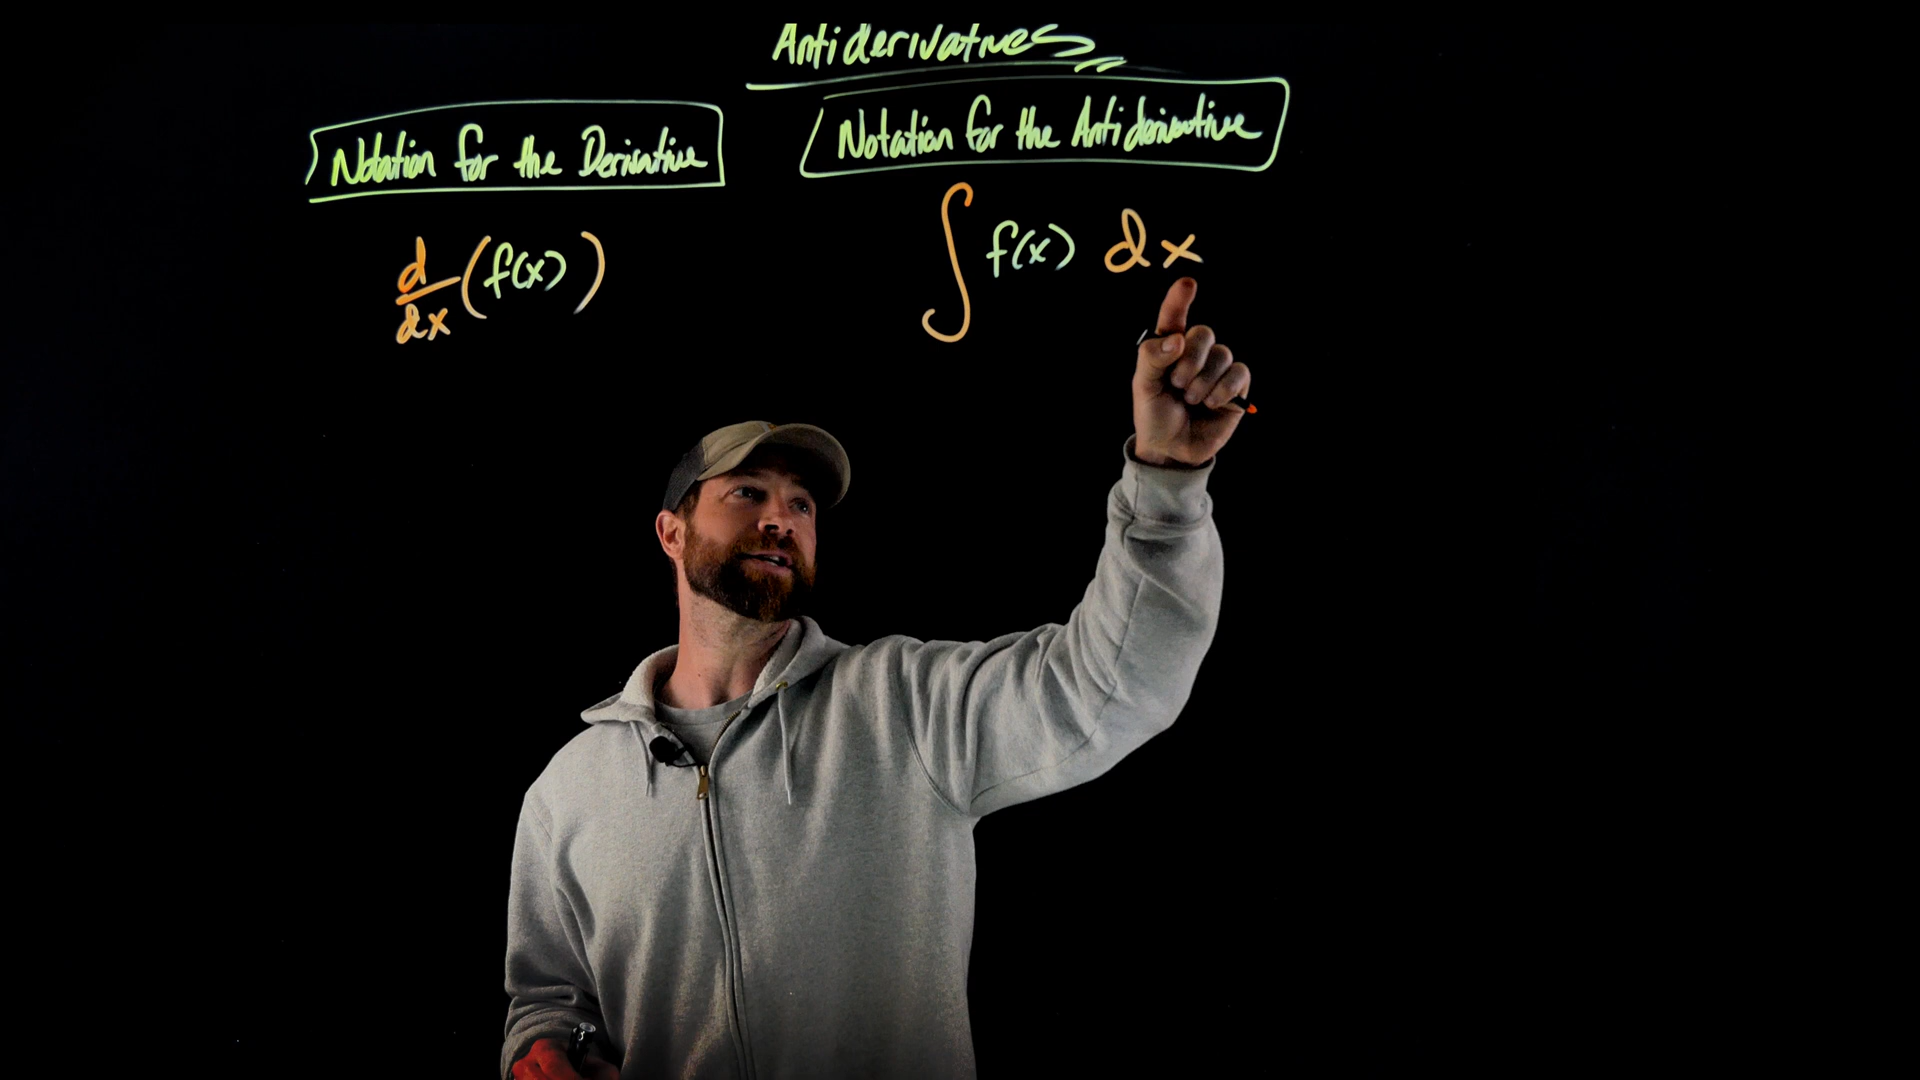 Antiderivatives
Notation for the Derivative
Notation for the Antiderivative
d/dx (f(x))
∫ f(x) dx